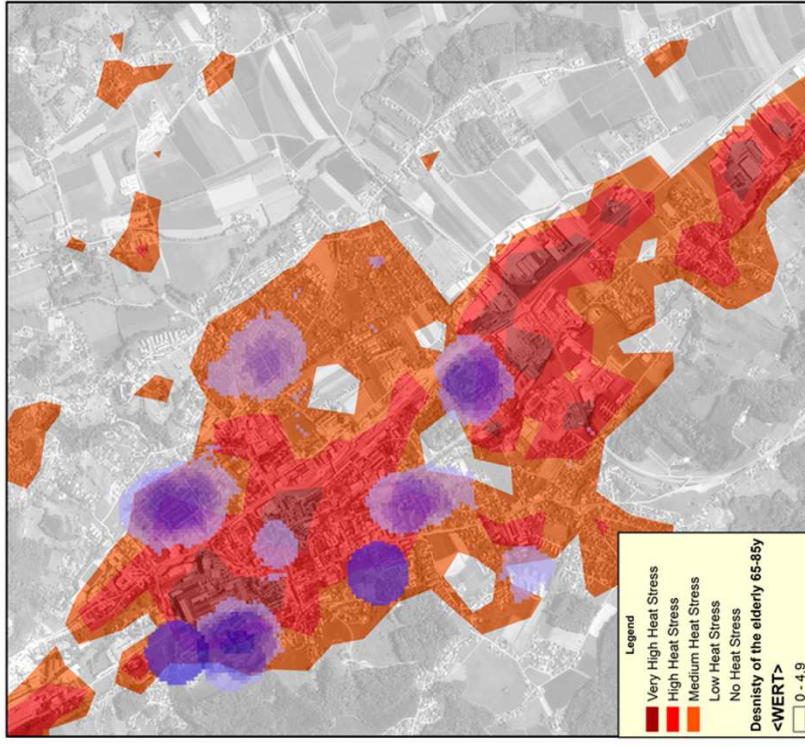 Legend
Very High Heat Stress
High Heat Stress
Medium Heat Stress
Low Heat Stress
No Heat Stress
Desnisty of the elderly 65-85y
<WERT>
0 - 4,9